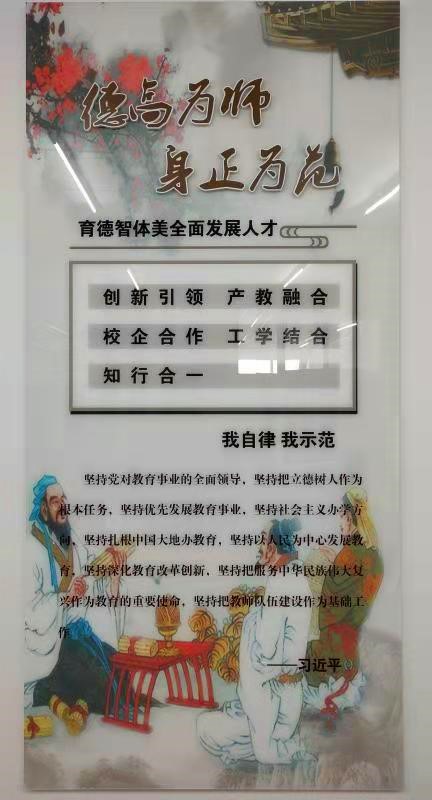 德高为师
身正为范
育德智体美全面发展人才
创新引领 产教融合
校企合作 工学结合
知行合一
我自律 我示范
坚持党对教育事业的全面领导，坚持把立德树人作为
根本任务，坚持优先发展教育事业，坚持社会主义办学方
向，坚持扎根中国大地办教育，坚持以人民为中心发展教
育，坚持深化教育改革创新，坚持把服务中华民族伟大复
兴作为教育的重要使命，坚持把教师队伍建设作为基础工
作
——习近平